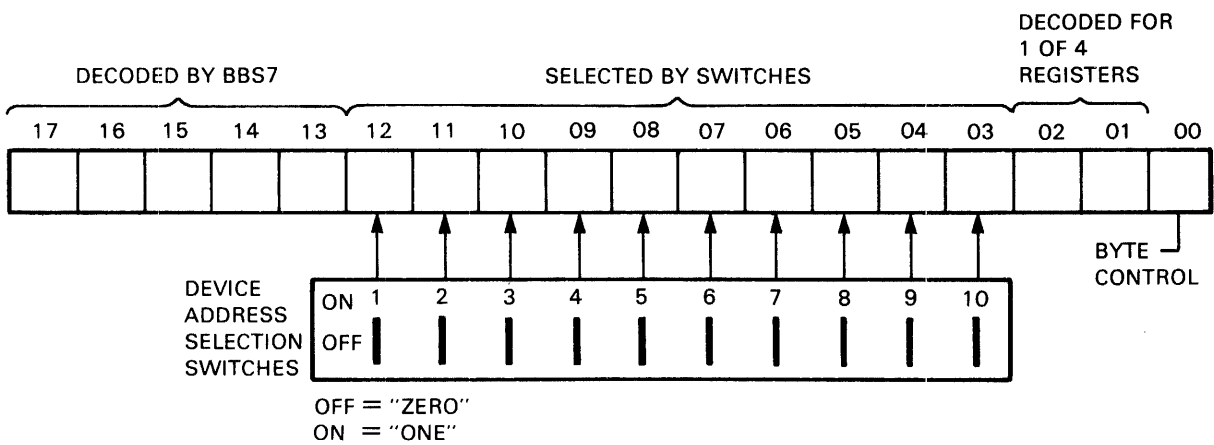 DECODED FOR
1 OF 4
REGISTERS
DECODED BY BBS7
SELECTED BY SWITCHES
17 16 15 14 13 12 11 10 09 08 07 06 05 04 03 02 01 00
BYTE
CONTROL
DEVICE
ADDRESS
SELECTION
SWITCHES
ON 1 2 3 4 5 6 7 8 9 10
OFF
OFF = "ZERO"
ON = "ONE"